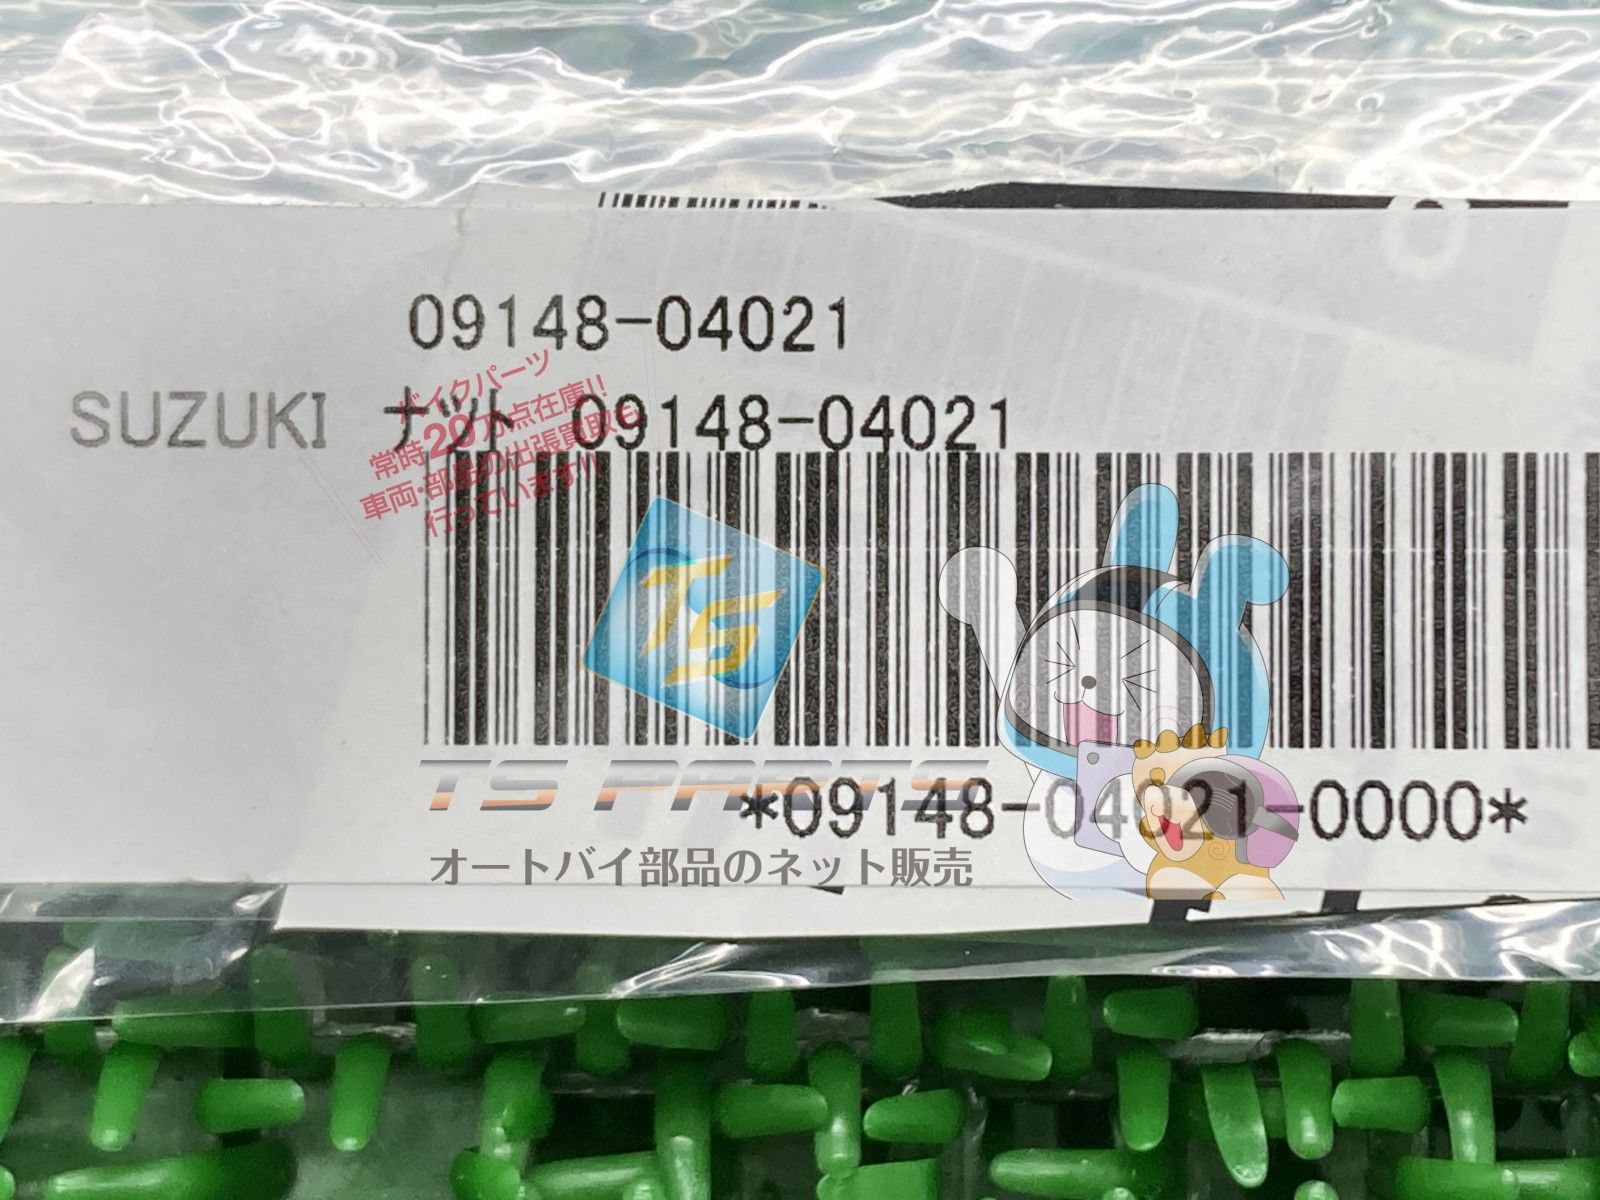 09148-04021
SUZUKI ナット 09148-04021
バイクパーツ
常時20万点在庫!!
車両・部品の出張買取も
行っています!!
TS
TS PARTS
*09148-04021-0000*
オートバイ部品のネット販売